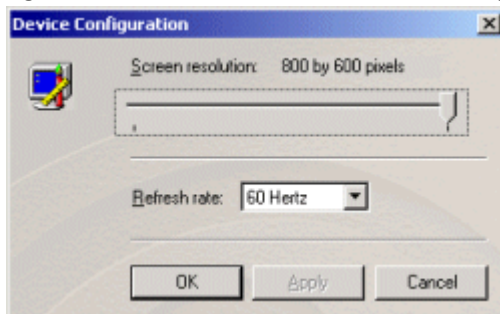 Device Configuration
Screen resolution: 800 by 600 pixels
Refresh rate: 60 Hertz
OK Apply Cancel